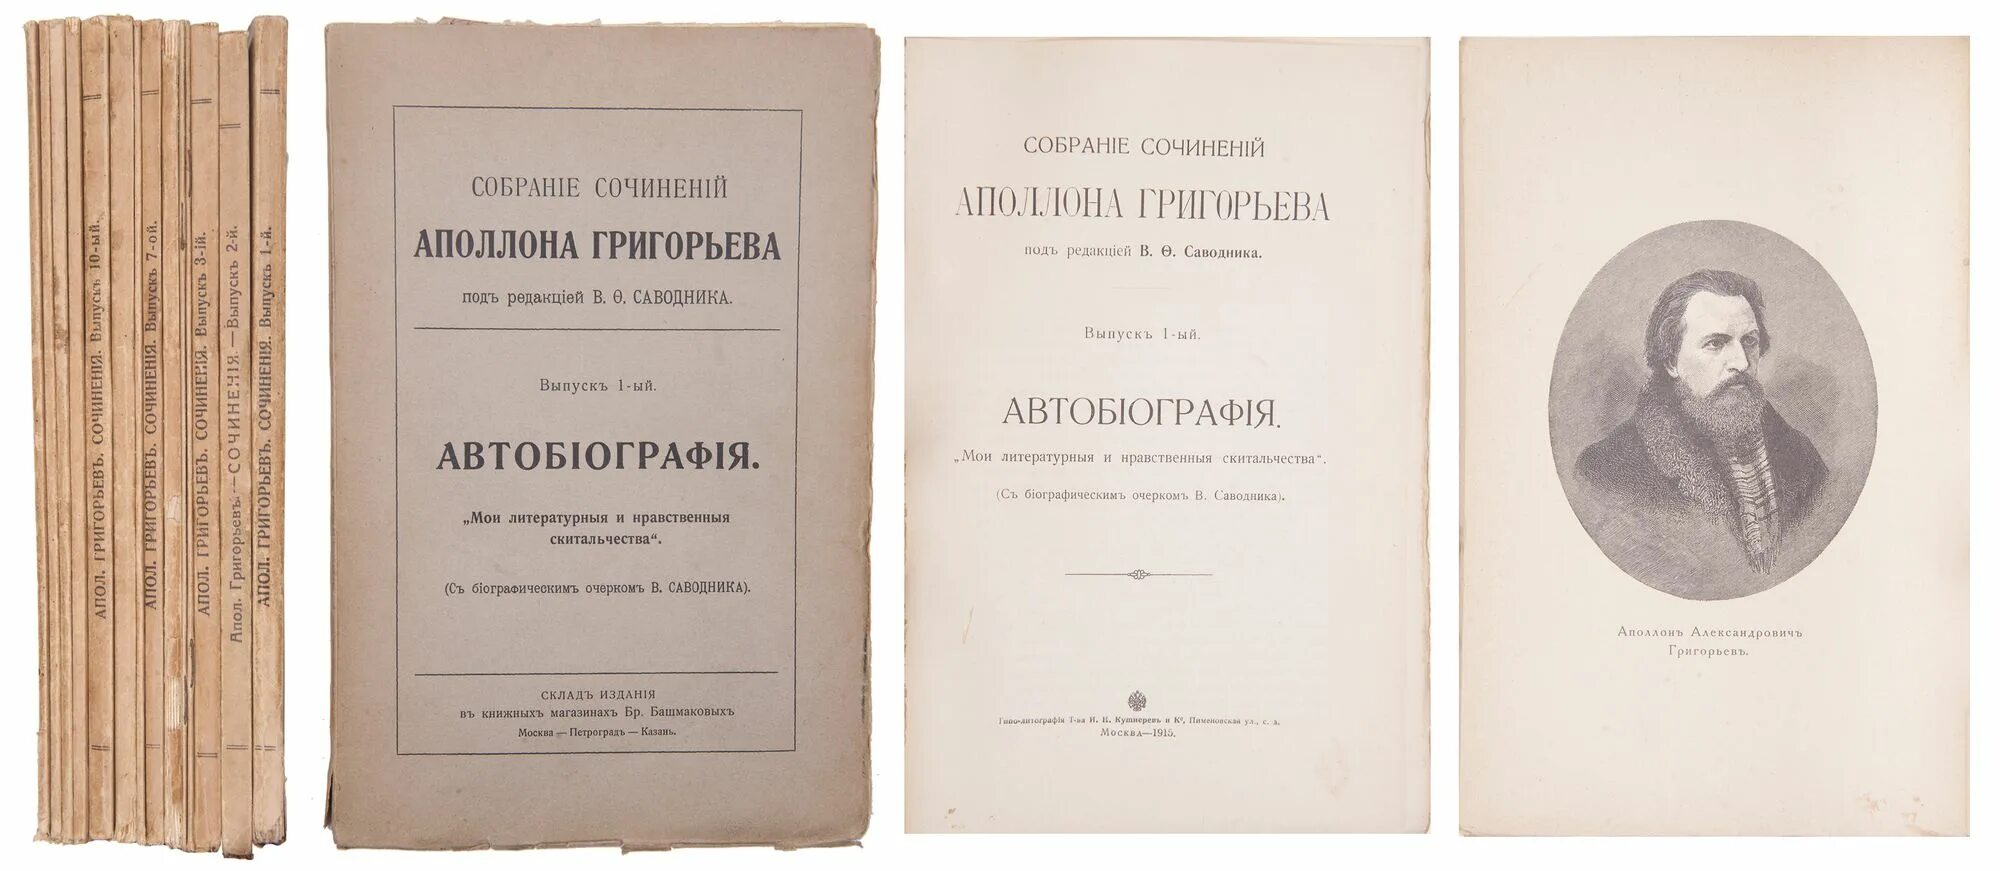 АПОЛ. ГРИГОРЬЕВЪ. СОЧИНЕНІЯ. Выпускъ 10-ый.
АПОЛ. ГРИГОРЬЕВЪ. СОЧИНЕНІЯ. Выпускъ 7-ой.
АПОЛ. ГРИГОРЬЕВЪ. СОЧИНЕНІЯ. Выпускъ 3-ій.
Апол. Григорьевъ.—СОЧИНЕНІЯ.—Выпускъ 2-й.
АПОЛ. ГРИГОРЬЕВЪ. СОЧИНЕНІЯ. Выпускъ 1-й.
СОБРАНІЕ СОЧИНЕНІЙ
АПОЛЛОНА ГРИГОРЬЕВА
подъ редакціей В. Ѳ. САВОДНИКА.
Выпускъ 1-ый.
АВТОБІОГРАФІЯ.
„Мои литературныя и нравственныя
скитальчества“.
(Съ біографическимъ очеркомъ В. САВОДНИКА).
СКЛАДЪ ИЗДАНІЯ
въ книжныхъ магазинахъ Бр. Башмаковыхъ
Москва — Петроградъ — Казань.
СОБРАНІЕ СОЧИНЕНІЙ
АПОЛЛОНА ГРИГОРЬЕВА
подъ редакціей В. Ѳ. Саводника.
Выпускъ 1-ый.
АВТОБІОГРАФІЯ.
„Мои литературныя и нравственныя скитальчества“.
(Съ біографическимъ очеркомъ В. Саводника).
Типо-литографія Т-ва И. Н. Кушнеревъ и Кº. Пименовская ул., с. д.
Москва—1915.
Аполлонъ Александровичъ
Григорьевъ.